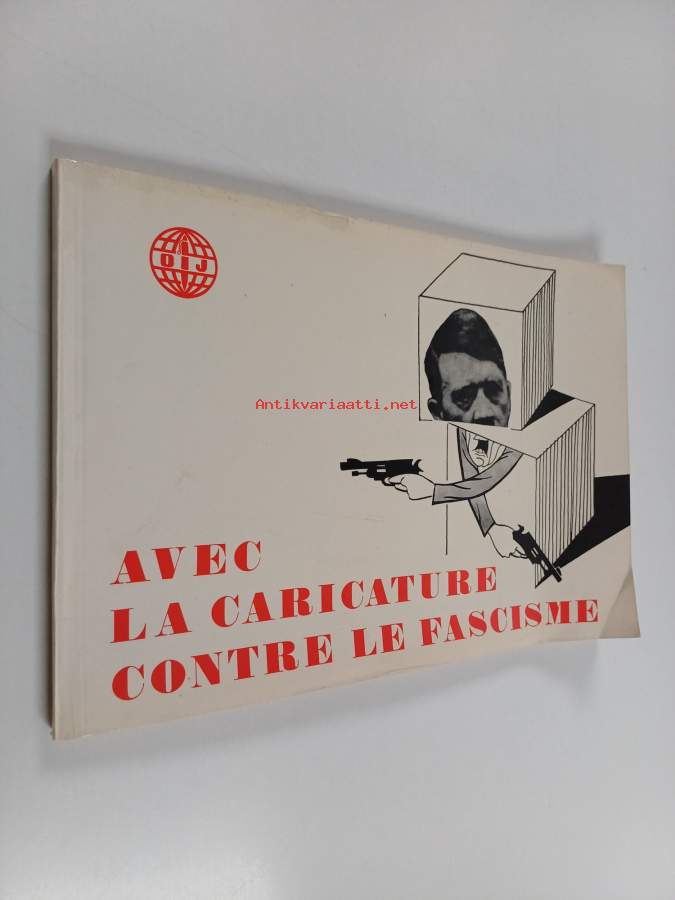 OIJ
Antikvariaatti.net
AVEC
LA CARICATURE
CONTRE LE FASCISME